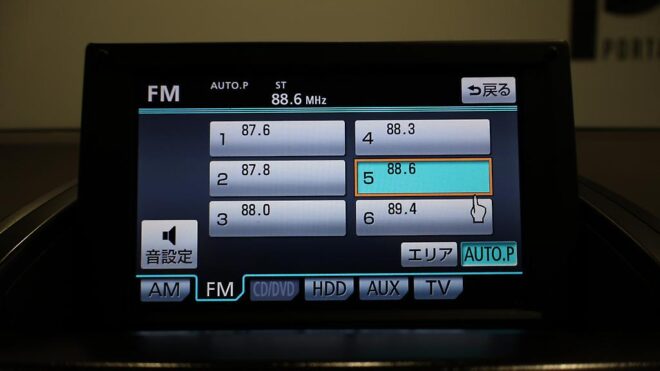 FM
AUTO.P
ST
88.6 MHz
戻る
1 87.6
4 88.3
2 87.8
5 88.6
3 88.0
6 89.4
音設定
エリア
AUTO.P
AM
FM
CD/DVD
HDD
AUX
TV
PORTA